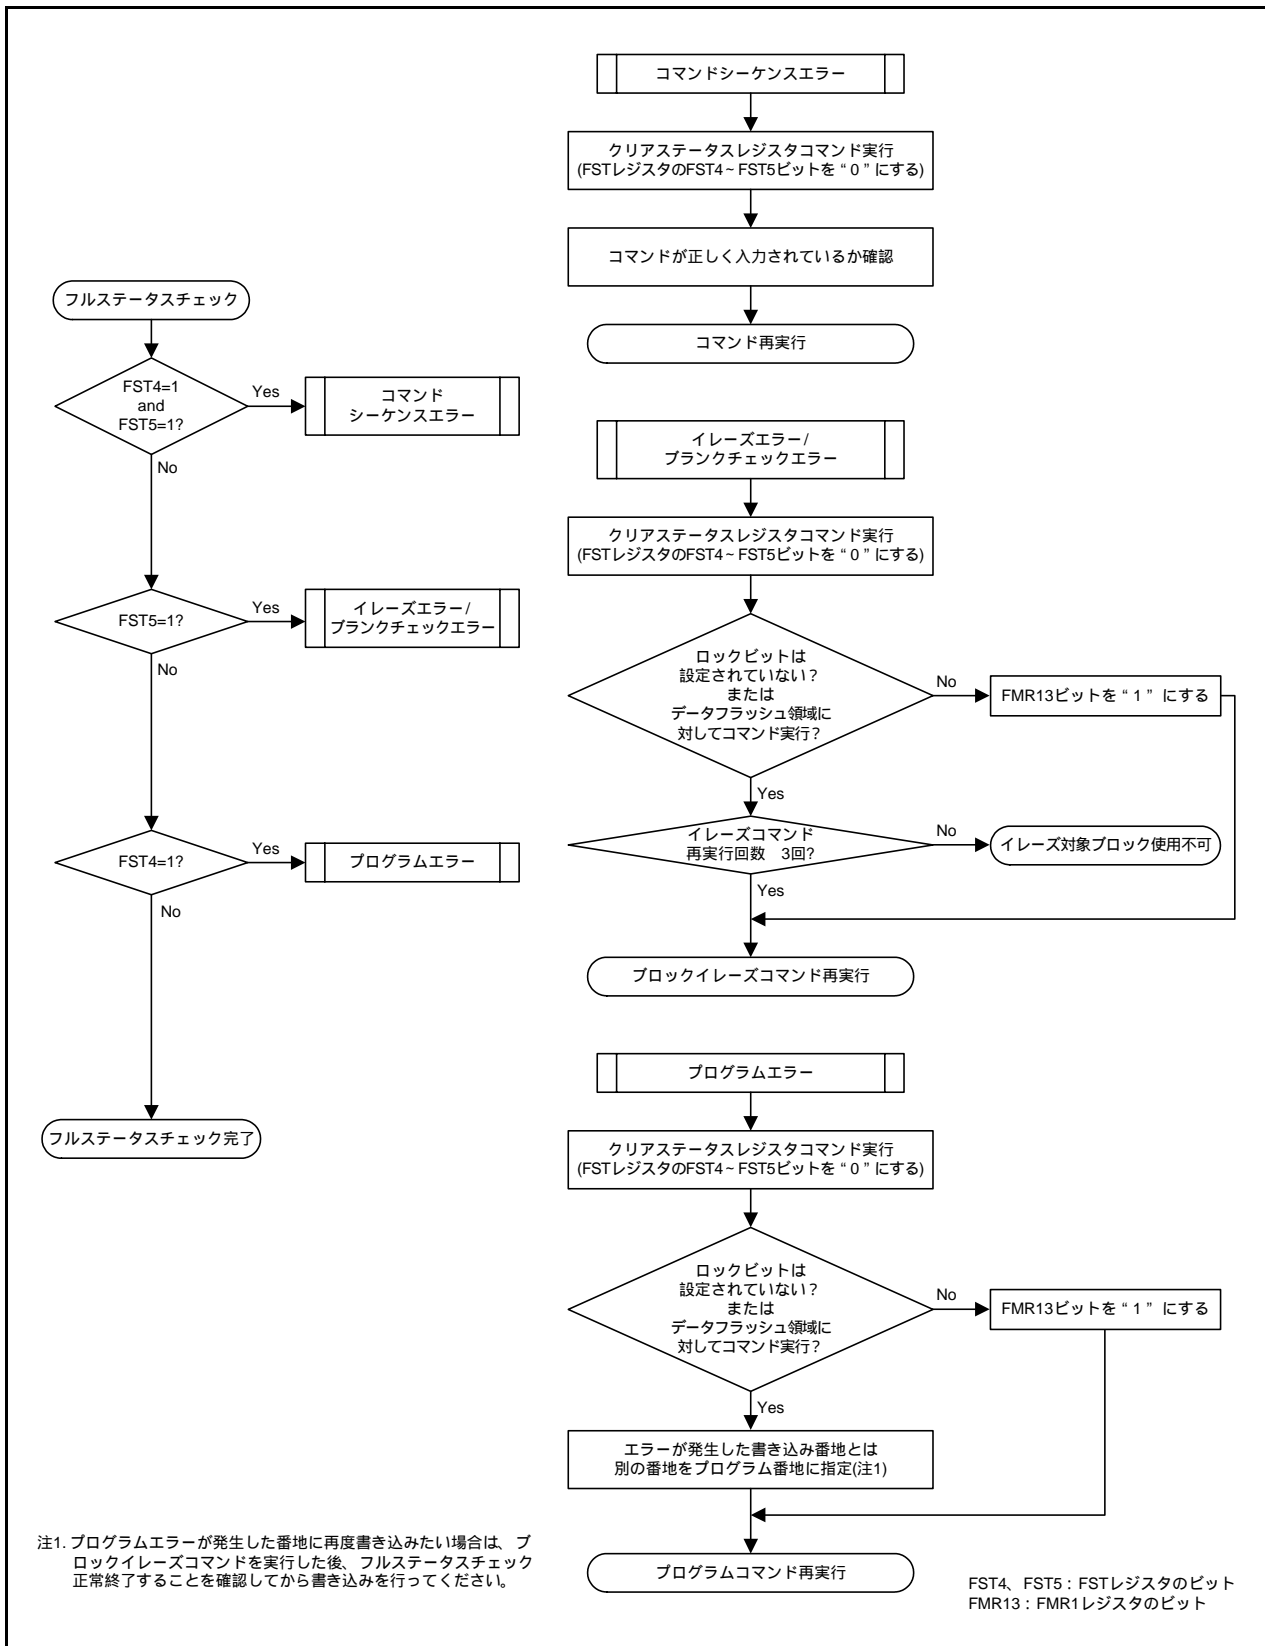 フルステータスチェック
FST4=1
and
FST5=1?
Yes
コマンド
シーケンスエラー
No
FST5=1?
Yes
イレーズエラー/
ブランクチェックエラー
No
FST4=1?
Yes
プログラムエラー
No
フルステータスチェック完了
コマンドシーケンスエラー
クリアステータスレジスタコマンド実行
(FSTレジスタのFST4~FST5ビットを“0”にする)
コマンドが正しく入力されているか確認
コマンド再実行
イレーズエラー/
ブランクチェックエラー
クリアステータスレジスタコマンド実行
(FSTレジスタのFST4~FST5ビットを“0”にする)
ロックビットは
設定されていない?
または
データフラッシュ領域に
対してコマンド実行?
No
FMR13ビットを“1”にする
Yes
イレーズコマンド
再実行回数 3回?
No
イレーズ対象ブロック使用不可
Yes
ブロックイレーズコマンド再実行
プログラムエラー
クリアステータスレジスタコマンド実行
(FSTレジスタのFST4~FST5ビットを“0”にする)
ロックビットは
設定されていない?
または
データフラッシュ領域に
対してコマンド実行?
No
FMR13ビットを“1”にする
Yes
エラーが発生した書き込み番地とは
別の番地をプログラム番地に指定(注1)
プログラムコマンド再実行
注1. プログラムエラーが発生した番地に再度書き込みたい場合は、ブ
ロックイレーズコマンドを実行した後、フルステータスチェック
正常終了することを確認してから書き込みを行ってください。
FST4、FST5:FSTレジスタのビット
FMR13:FMR1レジスタのビット